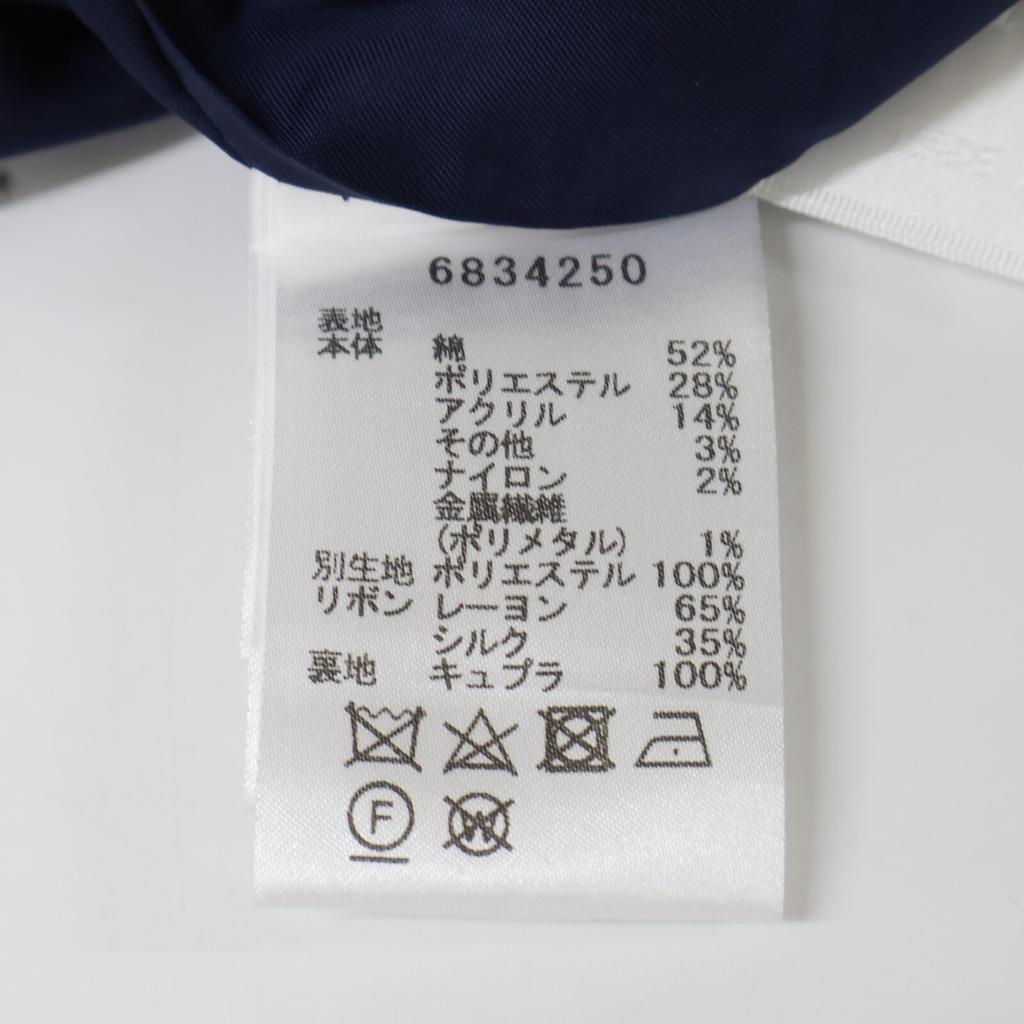 6834250
表地
本体 綿 52%
ポリエステル 28%
アクリル 14%
その他 3%
ナイロン 2%
金属繊維
(ポリメタル) 1%
別生地 ポリエステル 100%
リボン レーヨン 65%
シルク 35%
裏地 キュプラ 100%
F W